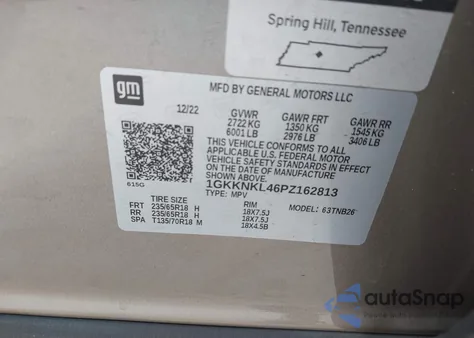 Spring Hill, Tennessee
gm
MFD BY GENERAL MOTORS LLC
12/22 GVWR GAWR FRT GAWR RR
2722 KG 1350 KG 1545 KG
6001 LB 2976 LB 3406 LB
THIS VEHICLE CONFORMS TO ALL
APPLICABLE U.S. FEDERAL MOTOR
VEHICLE SAFETY STANDARDS IN EFFECT
ON THE DATE OF MANUFACTURE
SHOWN ABOVE.
1GKKNKL46PZ162813
615G TYPE: MPV MODEL: 63TNB26
TIRE SIZE RIM
FRT 235/65R18 H 18X7.5J
RR 235/65R18 H 18X7.5J
SPA T135/70R18 M 18X4.5B
autoSnap